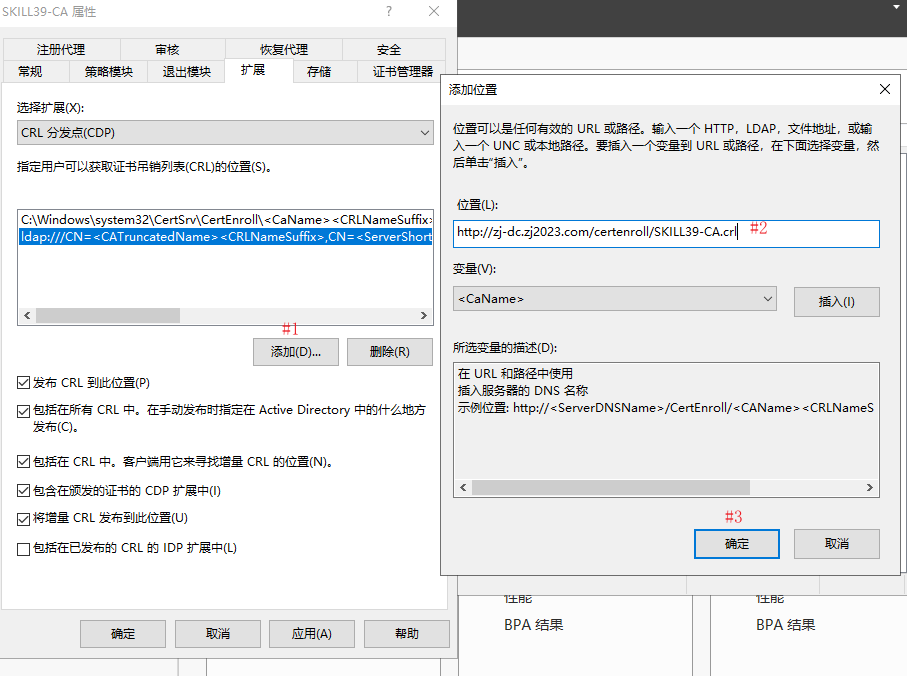 SKILL39-CA 属性
?
注册代理
审核
恢复代理
安全
常规
策略模块
退出模块
扩展
存储
证书管理器
选择扩展(X):
CRL 分发点(CDP)
指定用户可以获取证书吊销列表(CRL)的位置(S)。
C:\Windows\system32\CertSrv\CertEnroll\<CaName><CRLNameSuffix>
ldap:///CN=<CATruncatedName><CRLNameSuffix>,CN=<ServerShort
#1
添加(D)...
删除(R)
发布 CRL 到此位置(P)
包括在所有 CRL 中。在手动发布时指定在 Active Directory 中的什么地方
发布(C)。
包括在 CRL 中。客户端用它来寻找增量 CRL 的位置(N)。
包含在颁发的证书的 CDP 扩展中(I)
将增量 CRL 发布到此位置(U)
包括在已发布的 CRL 的 IDP 扩展中(L)
确定
取消
应用(A)
帮助
添加位置
位置可以是任何有效的 URL 或路径。输入一个 HTTP，LDAP，文件地址，或输
入一个 UNC 或本地路径。要插入一个变量到 URL 或路径，在下面选择变量，然
后单击“插入”。
位置(L):
http://zj-dc.zj2023.com/certenroll/SKILL39-CA.crl
#2
变量(V):
<CaName>
插入(I)
所选变量的描述(D):
在 URL 和路径中使用
插入服务器的 DNS 名称
示例位置: http://<ServerDNSName>/CertEnroll/<CAName><CRLNameS
#3
确定
取消
性能
性能
BPA 结果
BPA 结果